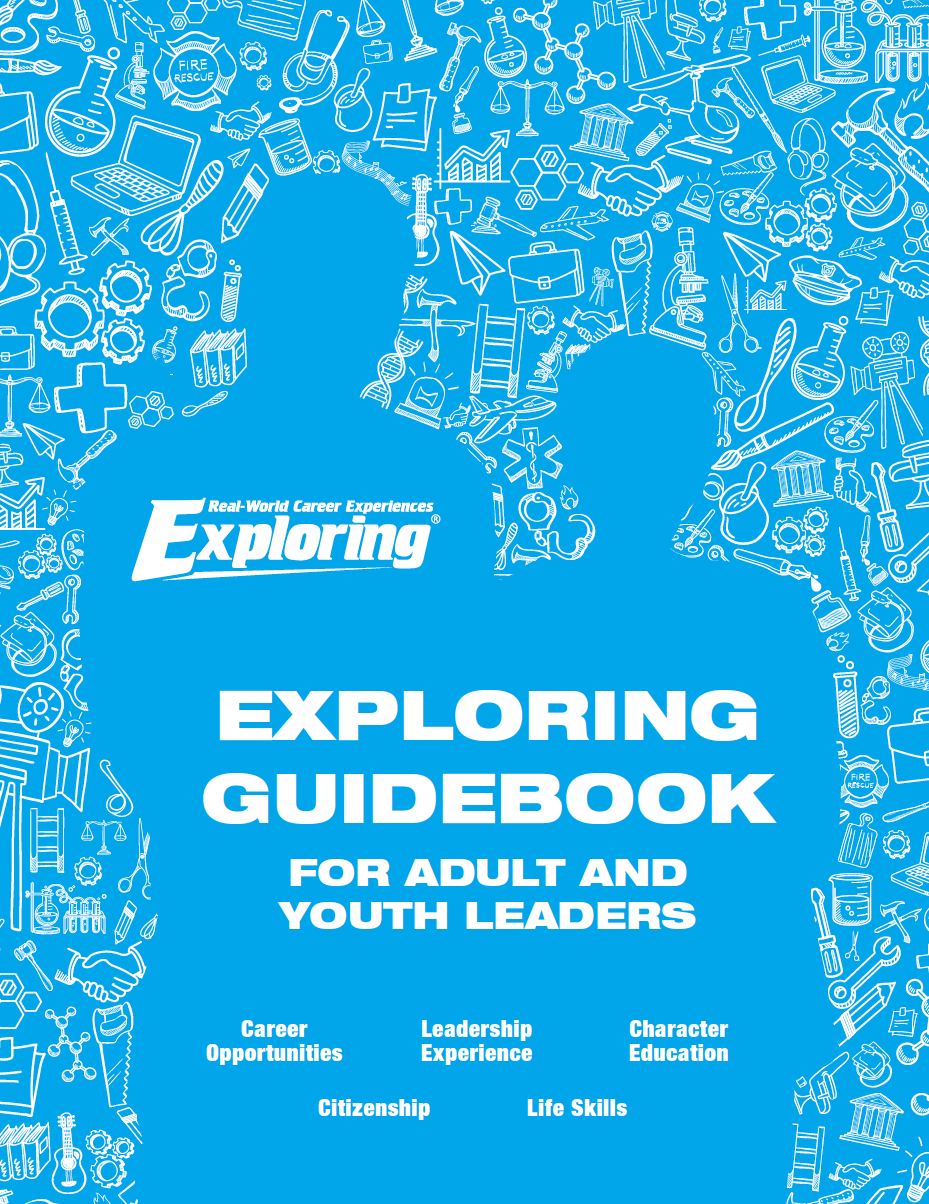 FIRE
RESCUE
Real-World Career Experiences
Exploring®
EXPLORING
GUIDEBOOK
FOR ADULT AND
YOUTH LEADERS
FIRE
RESCUE
Career
Opportunities
Leadership
Experience
Character
Education
Citizenship
Life Skills